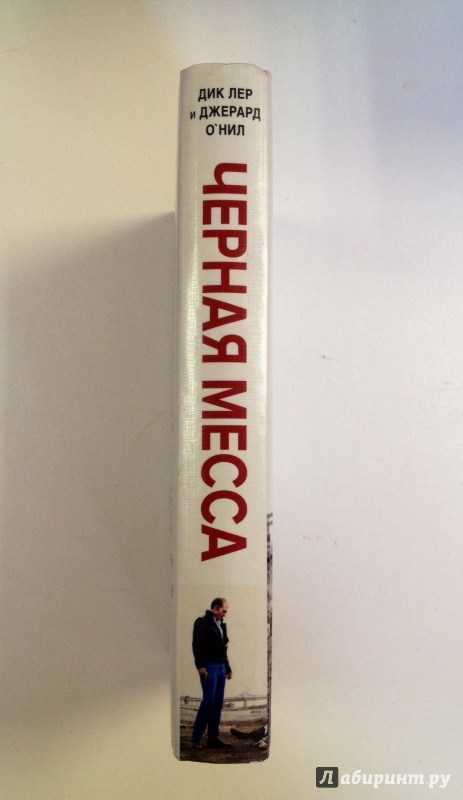 ДИК ЛЕР
И ДЖЕРАРД
О`НИЛ
ЧЕРНАЯ МЕССА
Лабиринт.ру